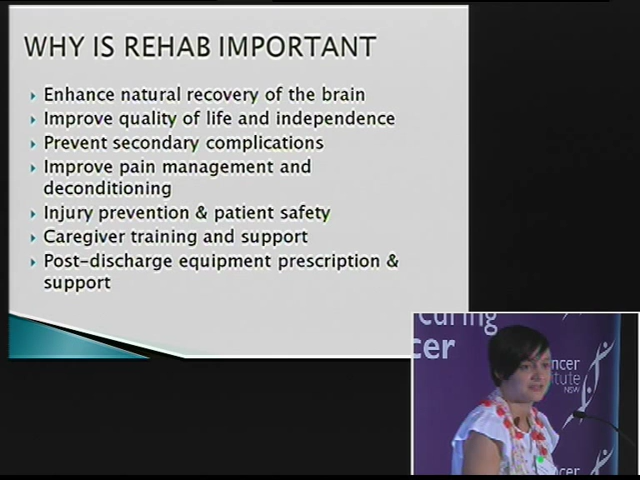 WHY IS REHAB IMPORTANT
Enhance natural recovery of the brain
Improve quality of life and independence
Prevent secondary complications
Improve pain management and
deconditioning
Injury prevention & patient safety
Caregiver training and support
Post-discharge equipment prescription &
support
Curing
cer
ncer
itute
NSW